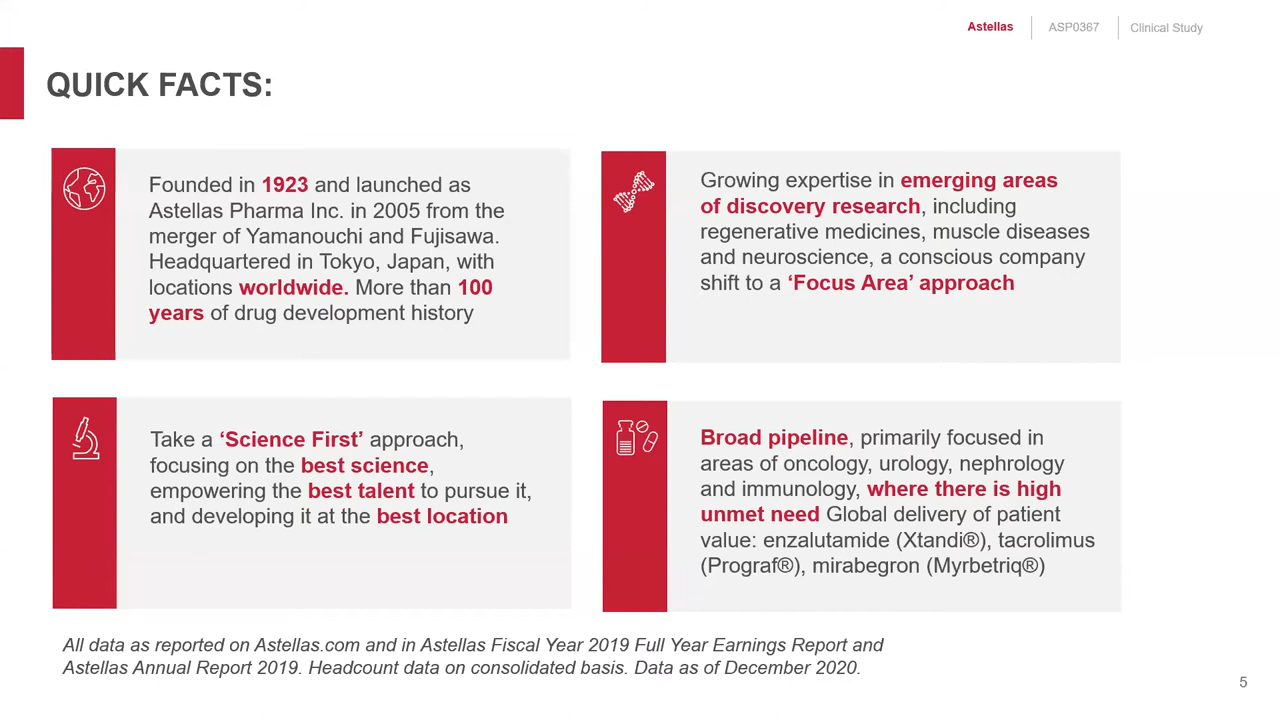 Astellas
ASP0367
Clinical Study
QUICK FACTS:
Founded in 1923 and launched as
Astellas Pharma Inc. in 2005 from the
merger of Yamanouchi and Fujisawa.
Headquartered in Tokyo, Japan, with
locations worldwide. More than 100
years of drug development history
Growing expertise in emerging areas
of discovery research, including
regenerative medicines, muscle diseases
and neuroscience, a conscious company
shift to a ‘Focus Area’ approach
Take a ‘Science First’ approach,
focusing on the best science,
empowering the best talent to pursue it,
and developing it at the best location
Broad pipeline, primarily focused in
areas of oncology, urology, nephrology
and immunology, where there is high
unmet need Global delivery of patient
value: enzalutamide (Xtandi®), tacrolimus
(Prograf®), mirabegron (Myrbetriq®)
All data as reported on Astellas.com and in Astellas Fiscal Year 2019 Full Year Earnings Report and
Astellas Annual Report 2019. Headcount data on consolidated basis. Data as of December 2020.
5